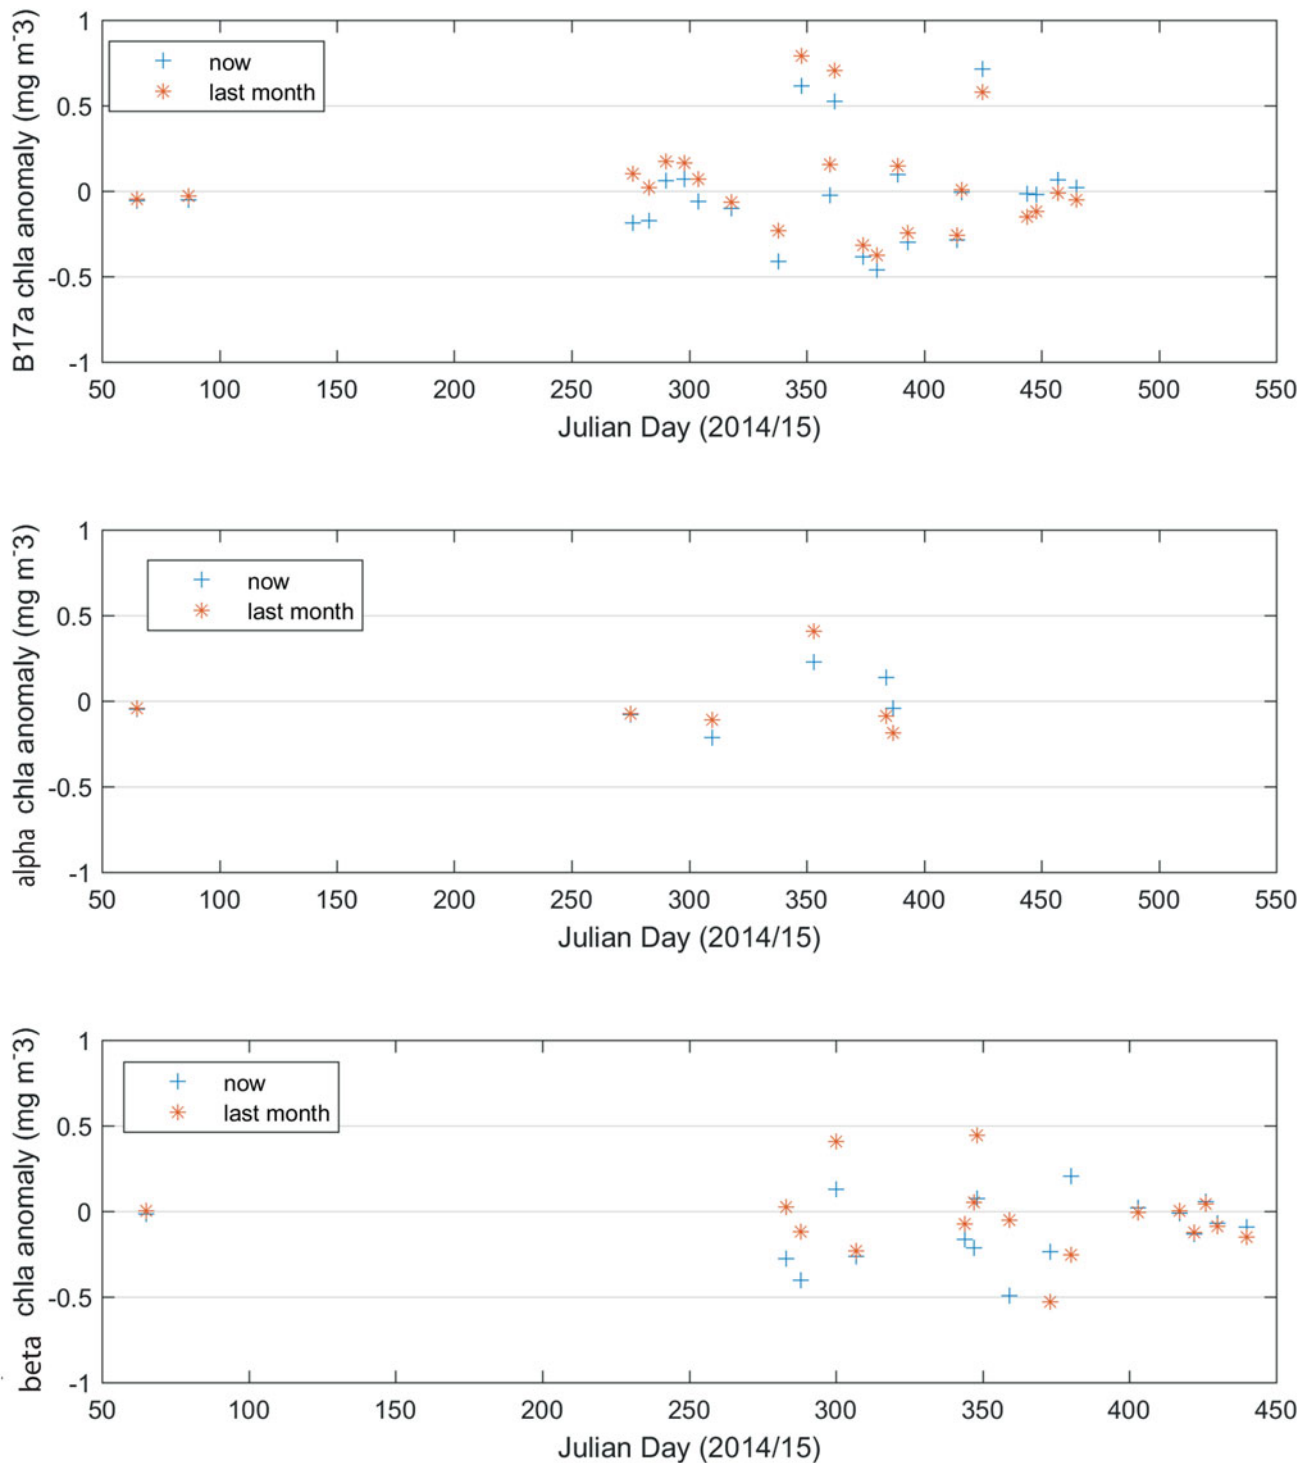 B17a chla anomaly (mg m-3)
1
0.5
0
-0.5
-1
now
last month
50 100 150 200 250 300 350 400 450 500 550
Julian Day (2014/15)
alpha chla anomaly (mg m-3)
1
0.5
0
-0.5
-1
now
last month
50 100 150 200 250 300 350 400 450 500 550
Julian Day (2014/15)
beta chla anomaly (mg m-3)
1
0.5
0
-0.5
-1
now
last month
50 100 150 200 250 300 350 400 450
Julian Day (2014/15)